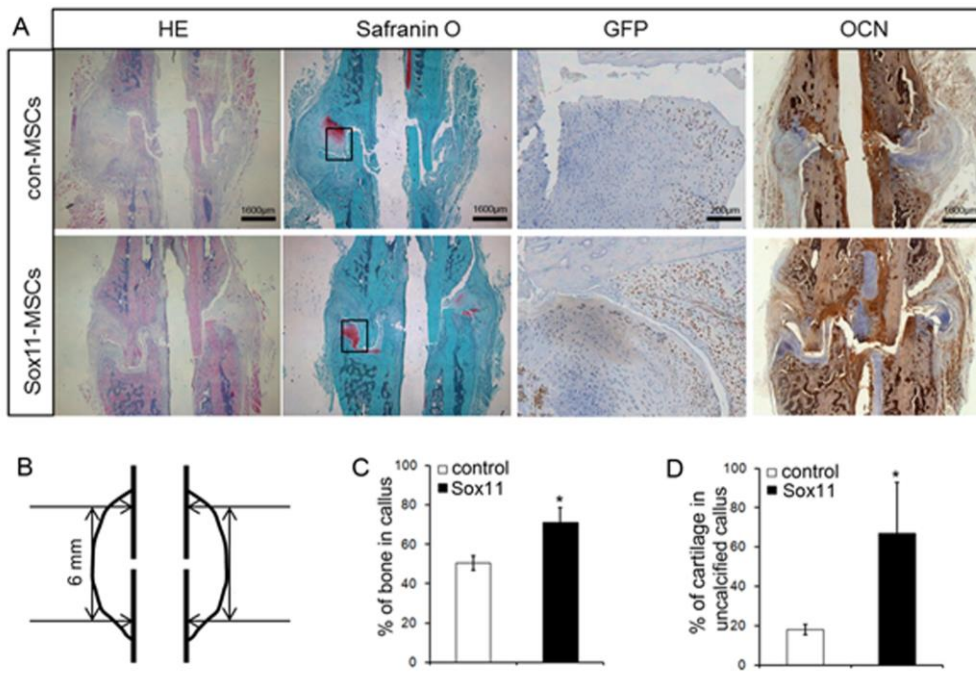 A
HE
Safranin O
GFP
OCN
con-MSCs
1600μm
1600μm
200μm
1600μm
Sox11-MSCs
B
6 mm
C
% of bone in callus
100
80
60
40
20
0
control
Sox11
*
D
% of cartilage in
uncalcified callus
100
80
60
40
20
0
control
Sox11
*